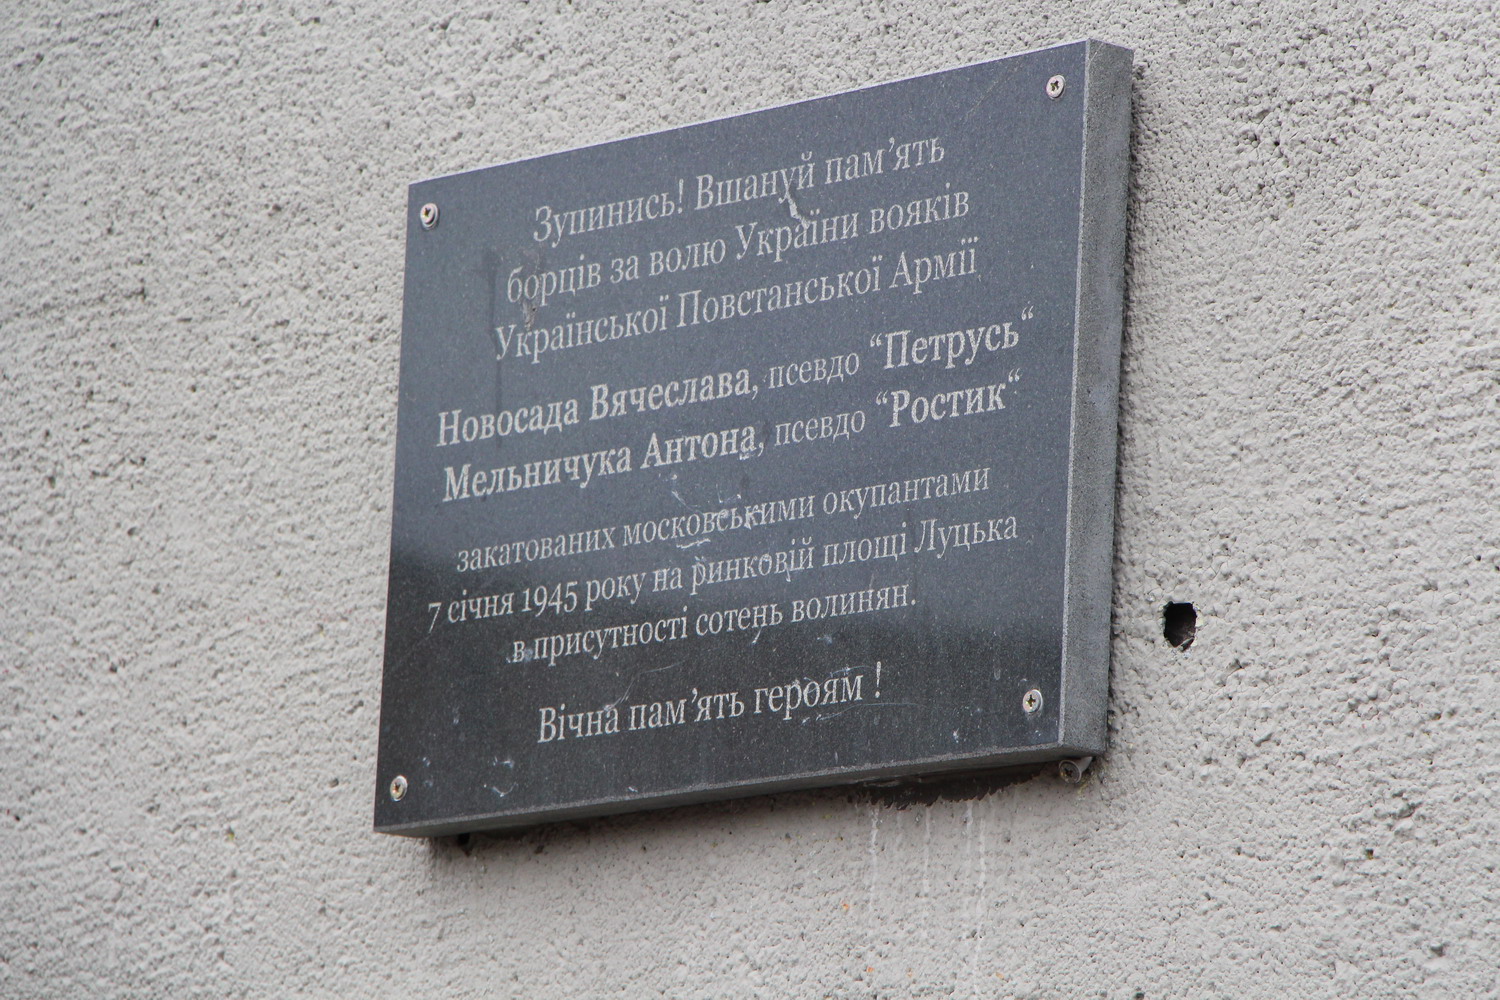 Зупинись! Вшануй пам’ять
борців за волю України вояків
Української Повстанської Армії
Новосада Вячеслава, псевдо “Петрусь“
Мельничука Антона, псевдо “Ростик“
закатованих московськими окупантами
7 січня 1945 року на ринковій площі Луцька
в присутності сотень волинян.
Вічна пам’ять героям !